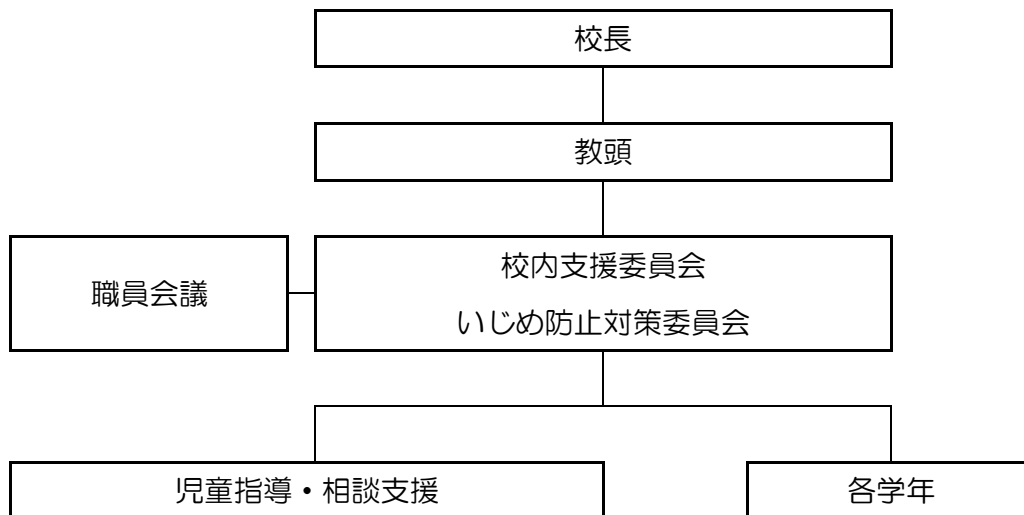 校長
教頭
職員会議
校内支援委員会
いじめ防止対策委員会
児童指導・相談支援
各学年